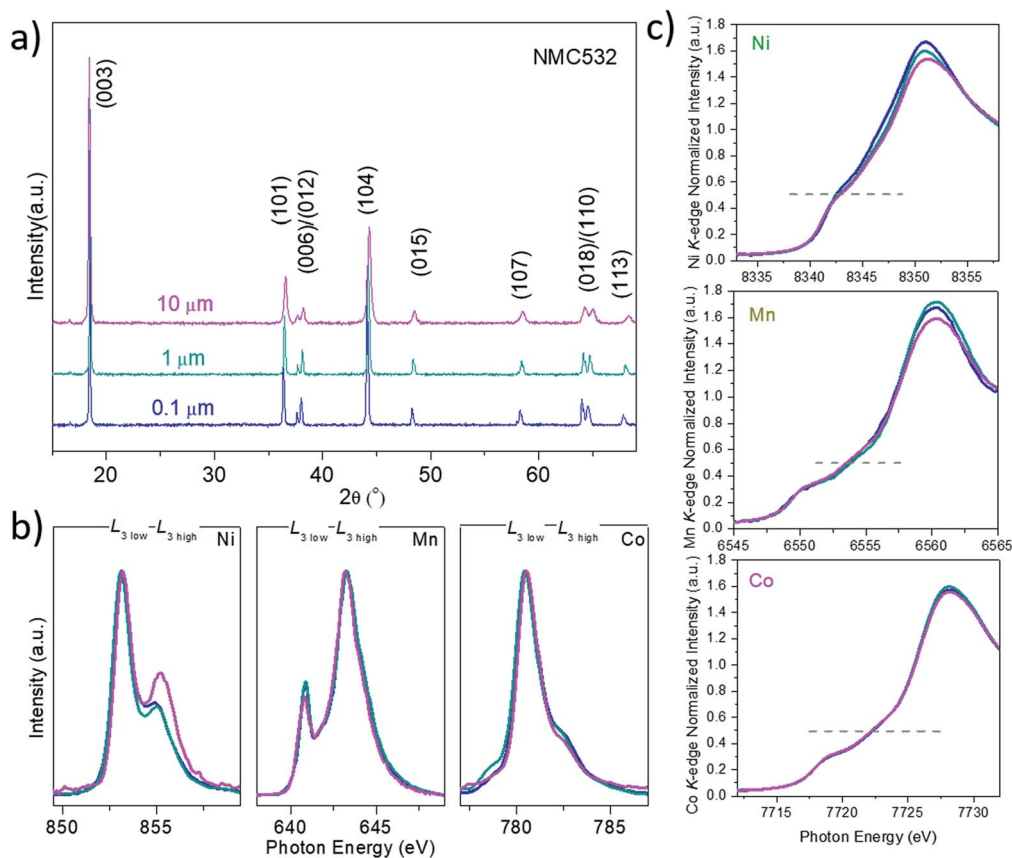 a)
NMC532
Intensity(a.u.)
(003)
(101)
(006)/(012)
(104)
(015)
(107)
(018)/(110)
(113)
10 μm
1 μm
0.1 μm
20 30 40 50 60
2θ (°)
b)
L3 low L3 high
Ni
L3 low L3 high
Mn
L3 low L3 high
Co
Intensity (a.u.)
850 855
640 645
780 785
Photon Energy (eV)
c)
Ni
Ni K-edge Normalized Intensity (a.u.)
1.8
1.6
1.4
1.2
1.0
0.8
0.6
0.4
0.2
0.0
8335 8340 8345 8350 8355
Mn
Mn K-edge Normalized Intensity (a.u.)
1.8
1.6
1.4
1.2
1.0
0.8
0.6
0.4
0.2
0.0
6545 6550 6555 6560 6565
Co
Co K-edge Normalized Intensity (a.u.)
1.8
1.6
1.4
1.2
1.0
0.8
0.6
0.4
0.2
0.0
7715 7720 7725 7730
Photon Energy (eV)